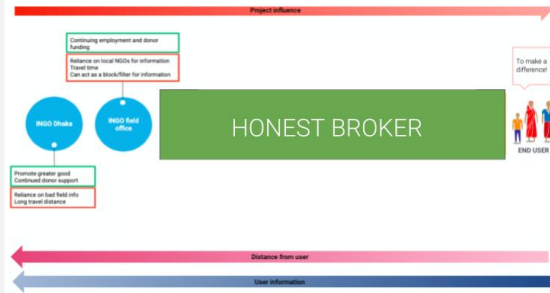 Project influence
Continuing employment and donor
funding
Reliance on local NGOs for information
Travel time
Can act as a block/filter for information
To make a
difference!
INGO Dhaka
INGO field
office
HONEST BROKER
END USER
Promote greater good
Continued donor support
Reliance on bad field info
Long travel distance
Distance from user
User information